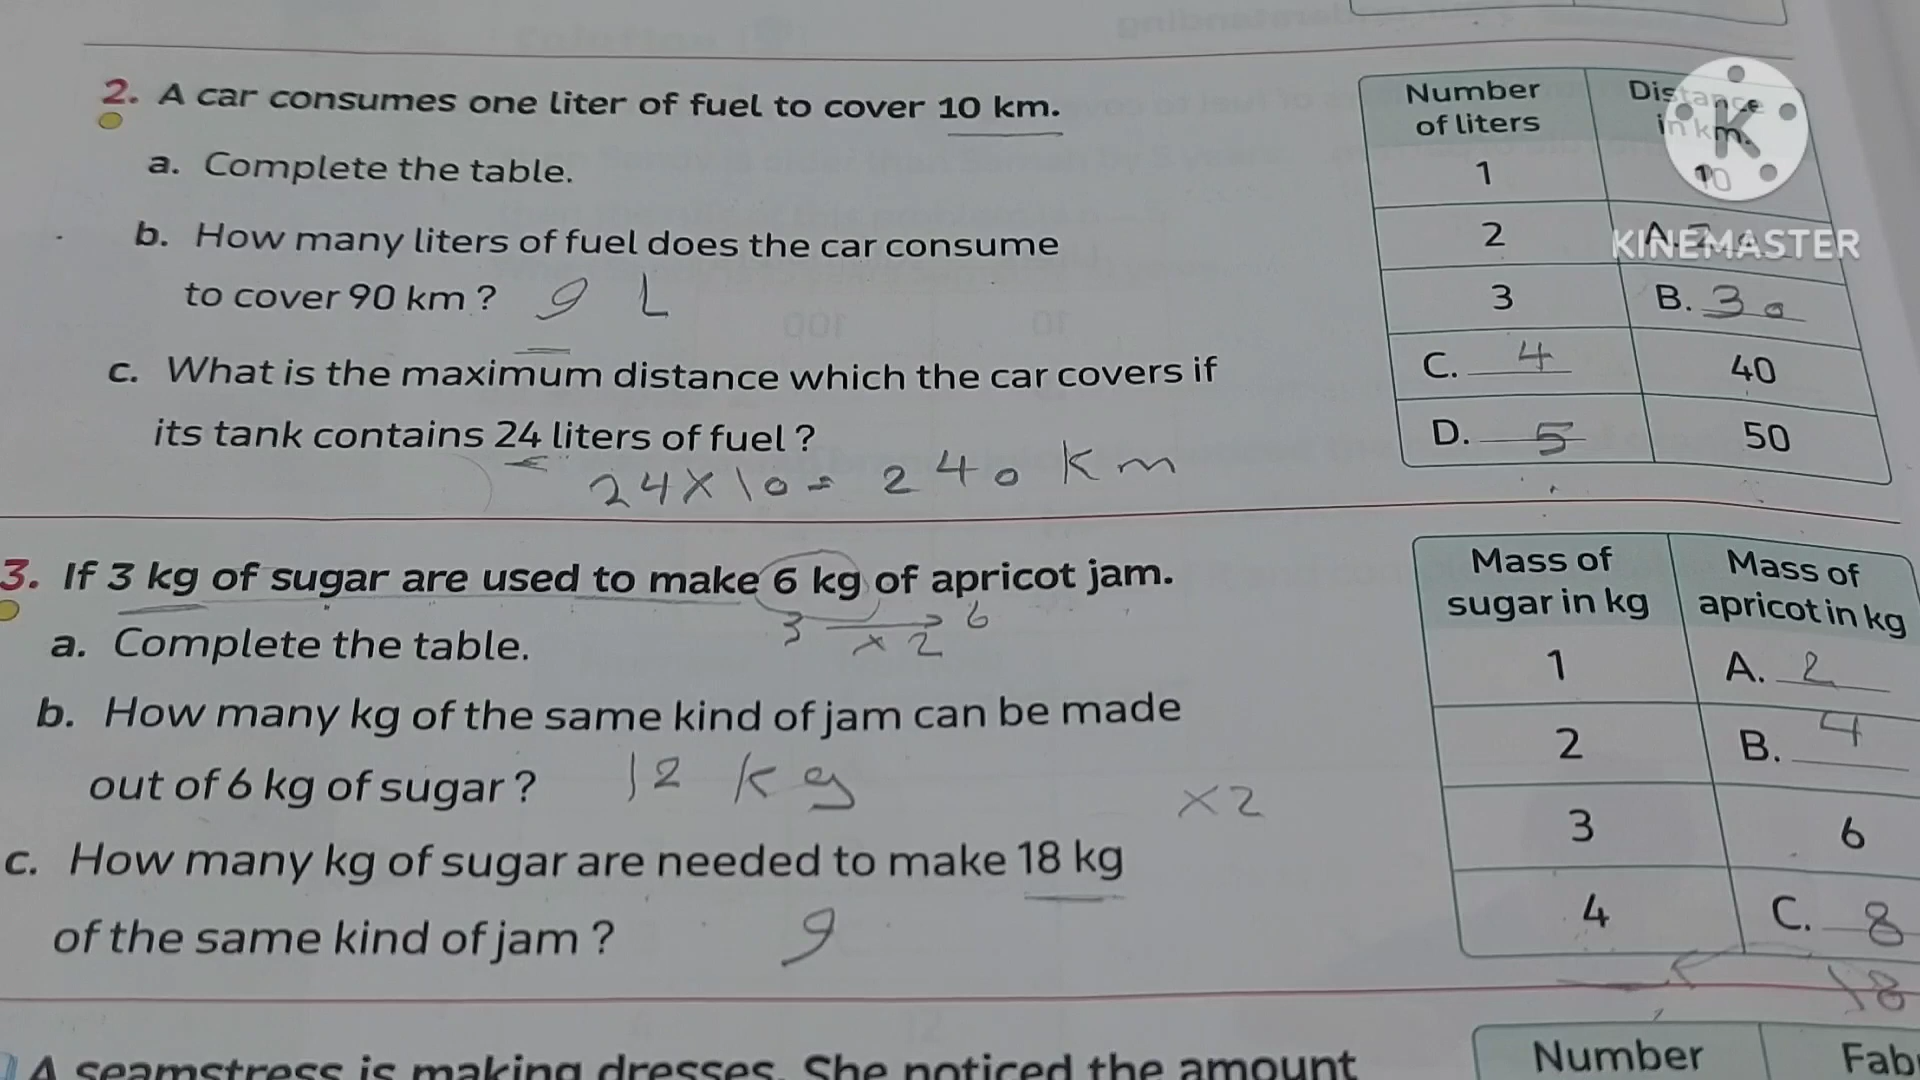 2. A car consumes one liter of fuel to cover 10 km.
a. Complete the table.
b. How many liters of fuel does the car consume
to cover 90 km ? 9 L
c. What is the maximum distance which the car covers if
its tank contains 24 liters of fuel ?
24 x 10 = 240 Km
Number of liters Distance in km.
1 10
2 A. 20
3 B. 30
C. 4 40
D. 5 50
KINEMASTER
3. If 3 kg of sugar are used to make 6 kg of apricot jam.
3 x 2 6
a. Complete the table.
b. How many kg of the same kind of jam can be made
out of 6 kg of sugar ? 12 kg
x2
c. How many kg of sugar are needed to make 18 kg
of the same kind of jam ? 9
Mass of sugar in kg Mass of apricot in kg
1 A. 2
2 B. 4
3 6
4 C. 8
18
A seamstress is making dresses. She noticed the amount
Number